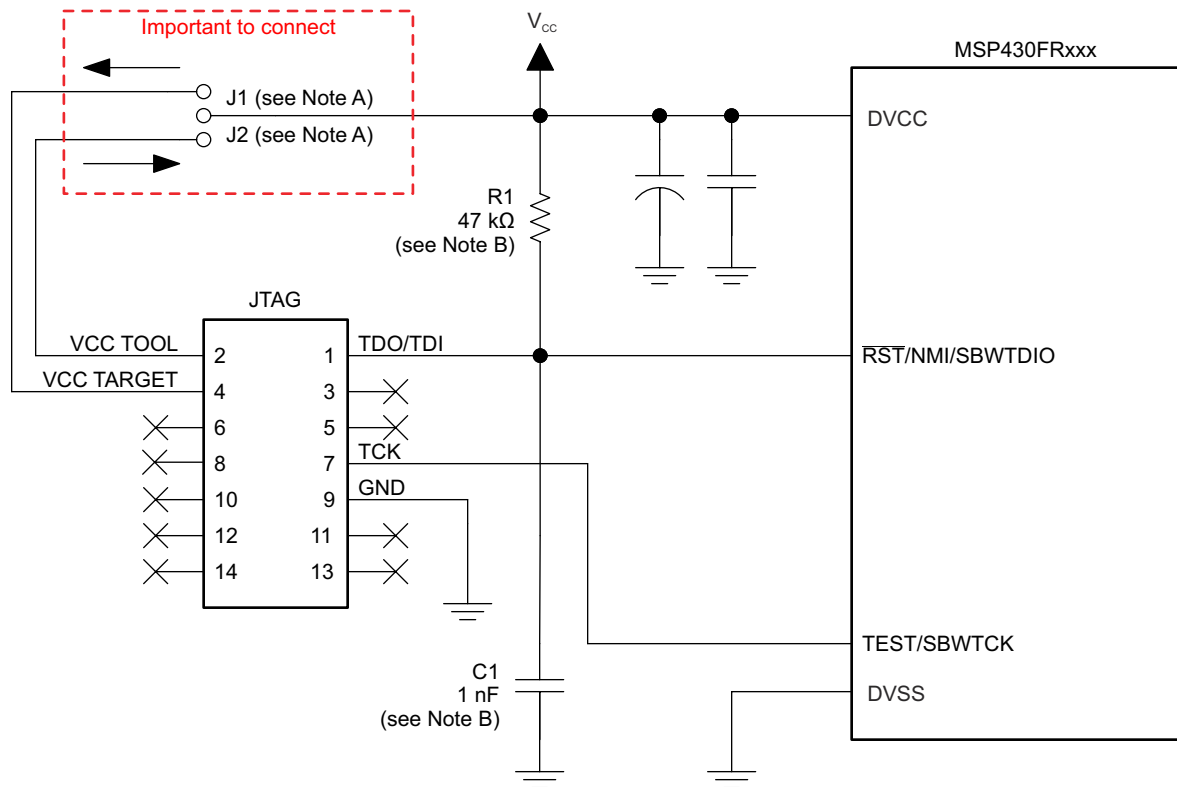 Important to connect
J1 (see Note A)
J2 (see Note A)
VCC
MSP430FRxxx
DVCC
R1
47 kΩ
(see Note B)
JTAG
VCC TOOL
2
1
TDO/TDI
RST/NMI/SBWTDIO
VCC TARGET
4
3
6
5
8
7
TCK
10
9
GND
12
11
14
13
TEST/SBWTCK
C1
1 nF
(see Note B)
DVSS